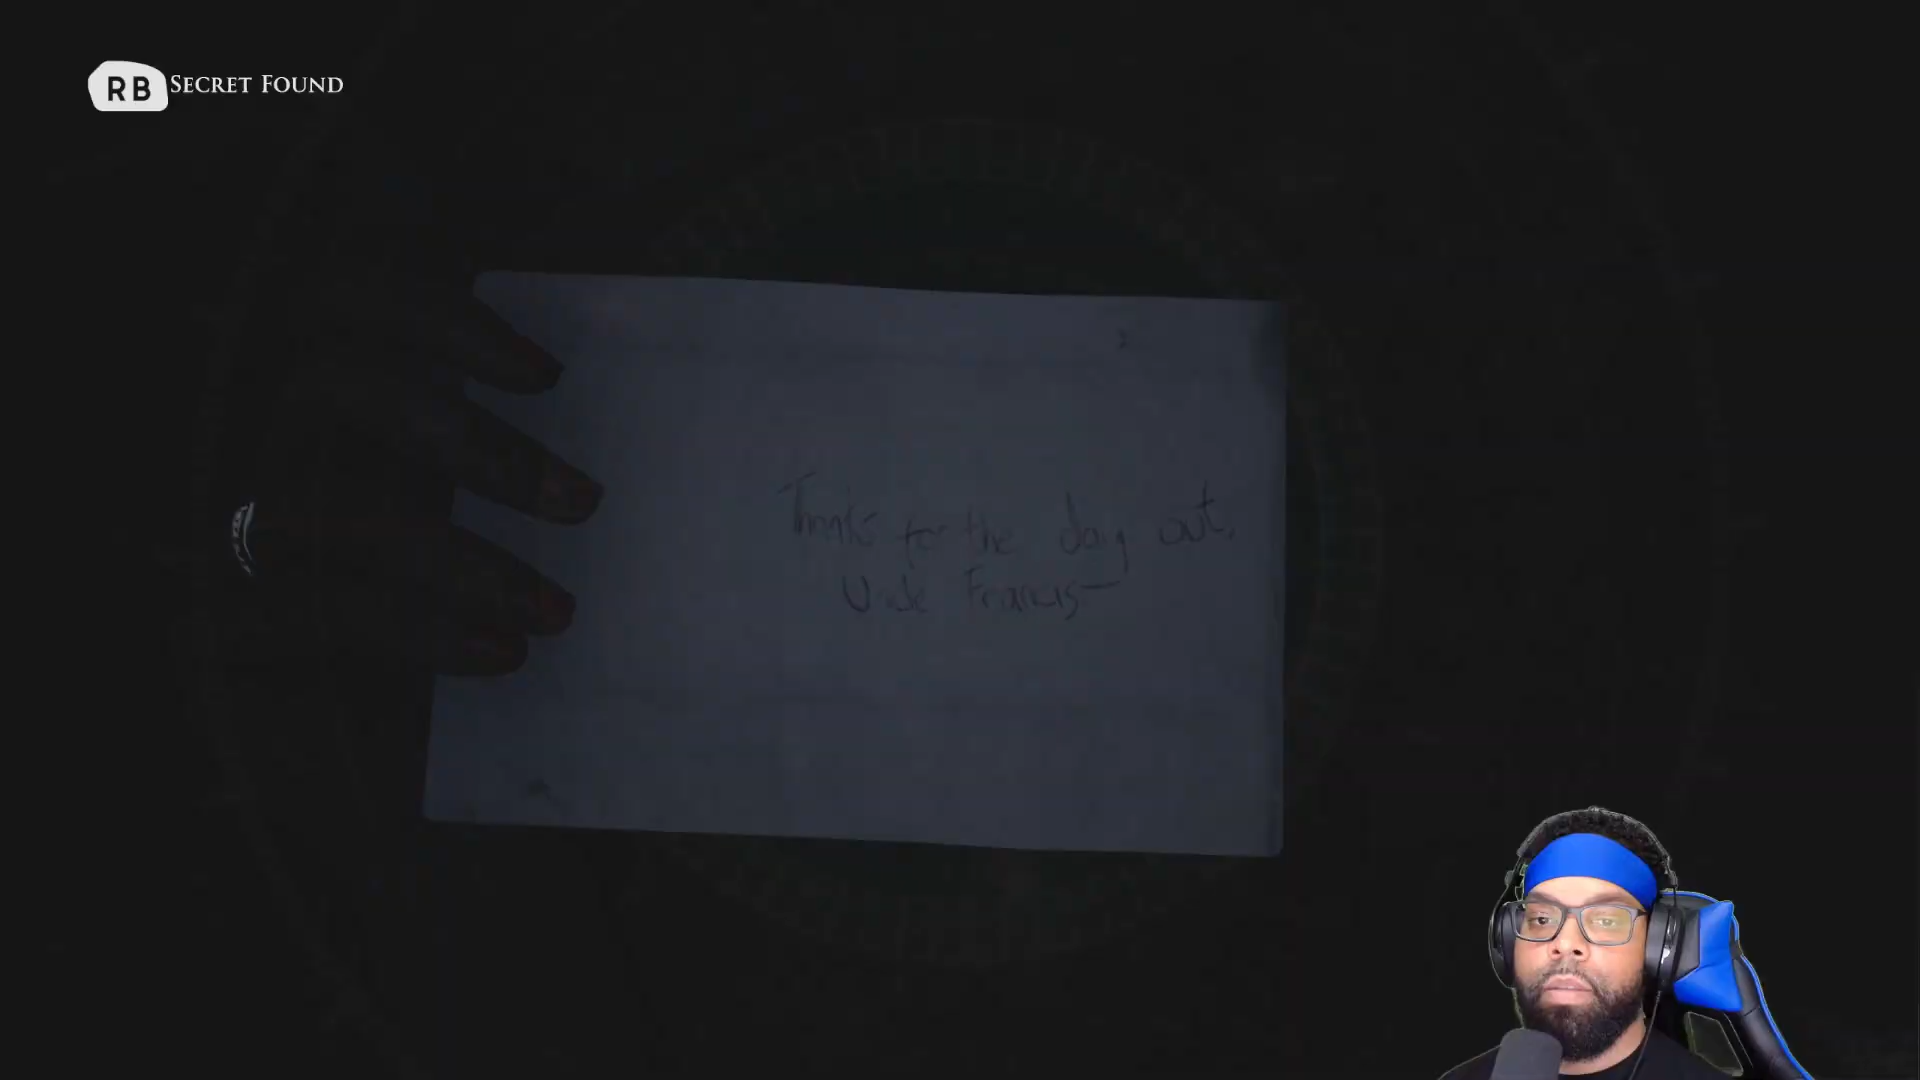 RB Secret Found
Thanks for the day out,
Uncle Francis